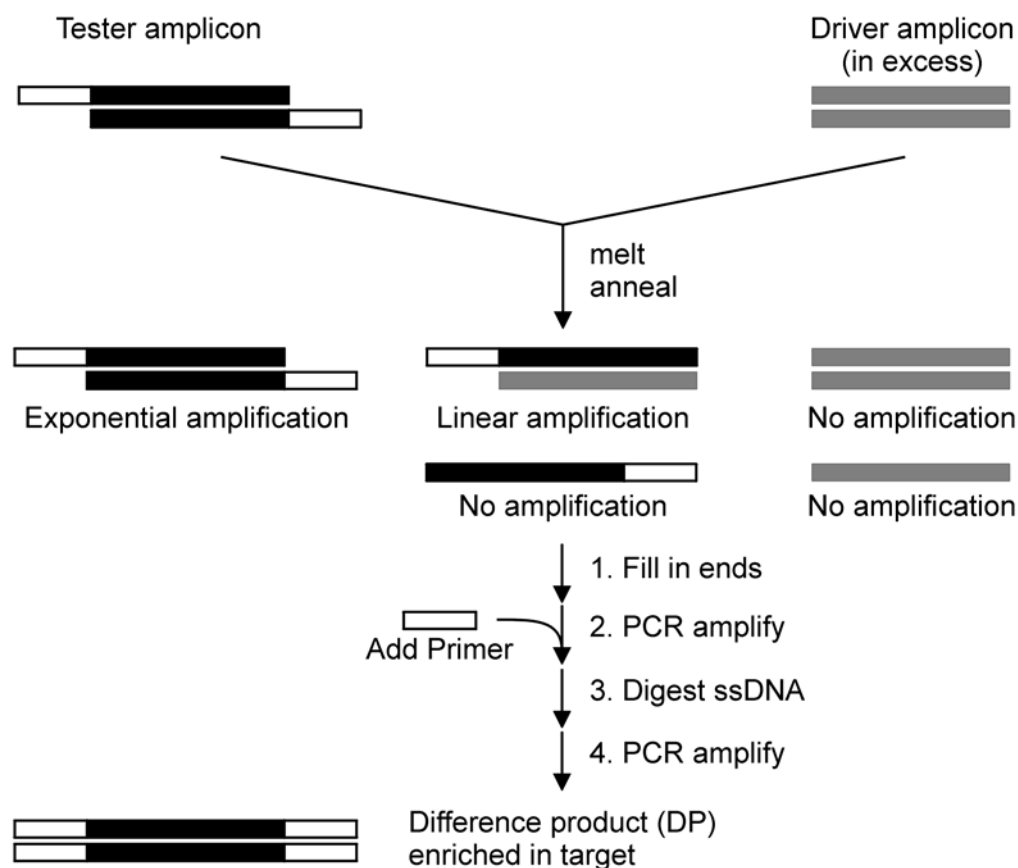 Tester amplicon
Driver amplicon
(in excess)
melt
anneal
Exponential amplification
Linear amplification
No amplification
No amplification
No amplification
1. Fill in ends
2. PCR amplify
Add Primer
3. Digest ssDNA
4. PCR amplify
Difference product (DP)
enriched in target